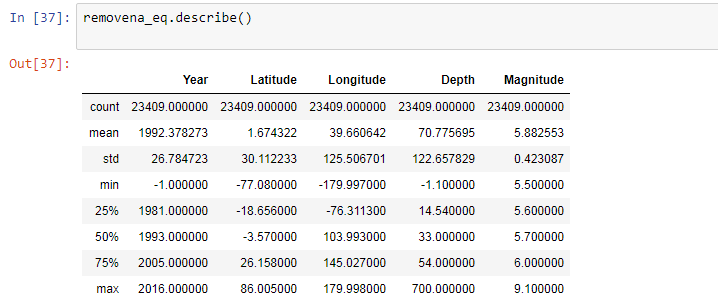 In [37]: removena_eq.describe()
Out[37]:
Year Latitude Longitude Depth Magnitude
count 23409.000000 23409.000000 23409.000000 23409.000000 23409.000000
mean 1992.378273 1.674322 39.660642 70.775695 5.882553
std 26.784723 30.112233 125.506701 122.657829 0.423087
min -1.000000 -77.080000 -179.997000 -1.100000 5.500000
25% 1981.000000 -18.656000 -76.311300 14.540000 5.600000
50% 1993.000000 -3.570000 103.993000 33.000000 5.700000
75% 2005.000000 26.158000 145.027000 54.000000 6.000000
max 2016.000000 86.005000 179.998000 700.000000 9.100000